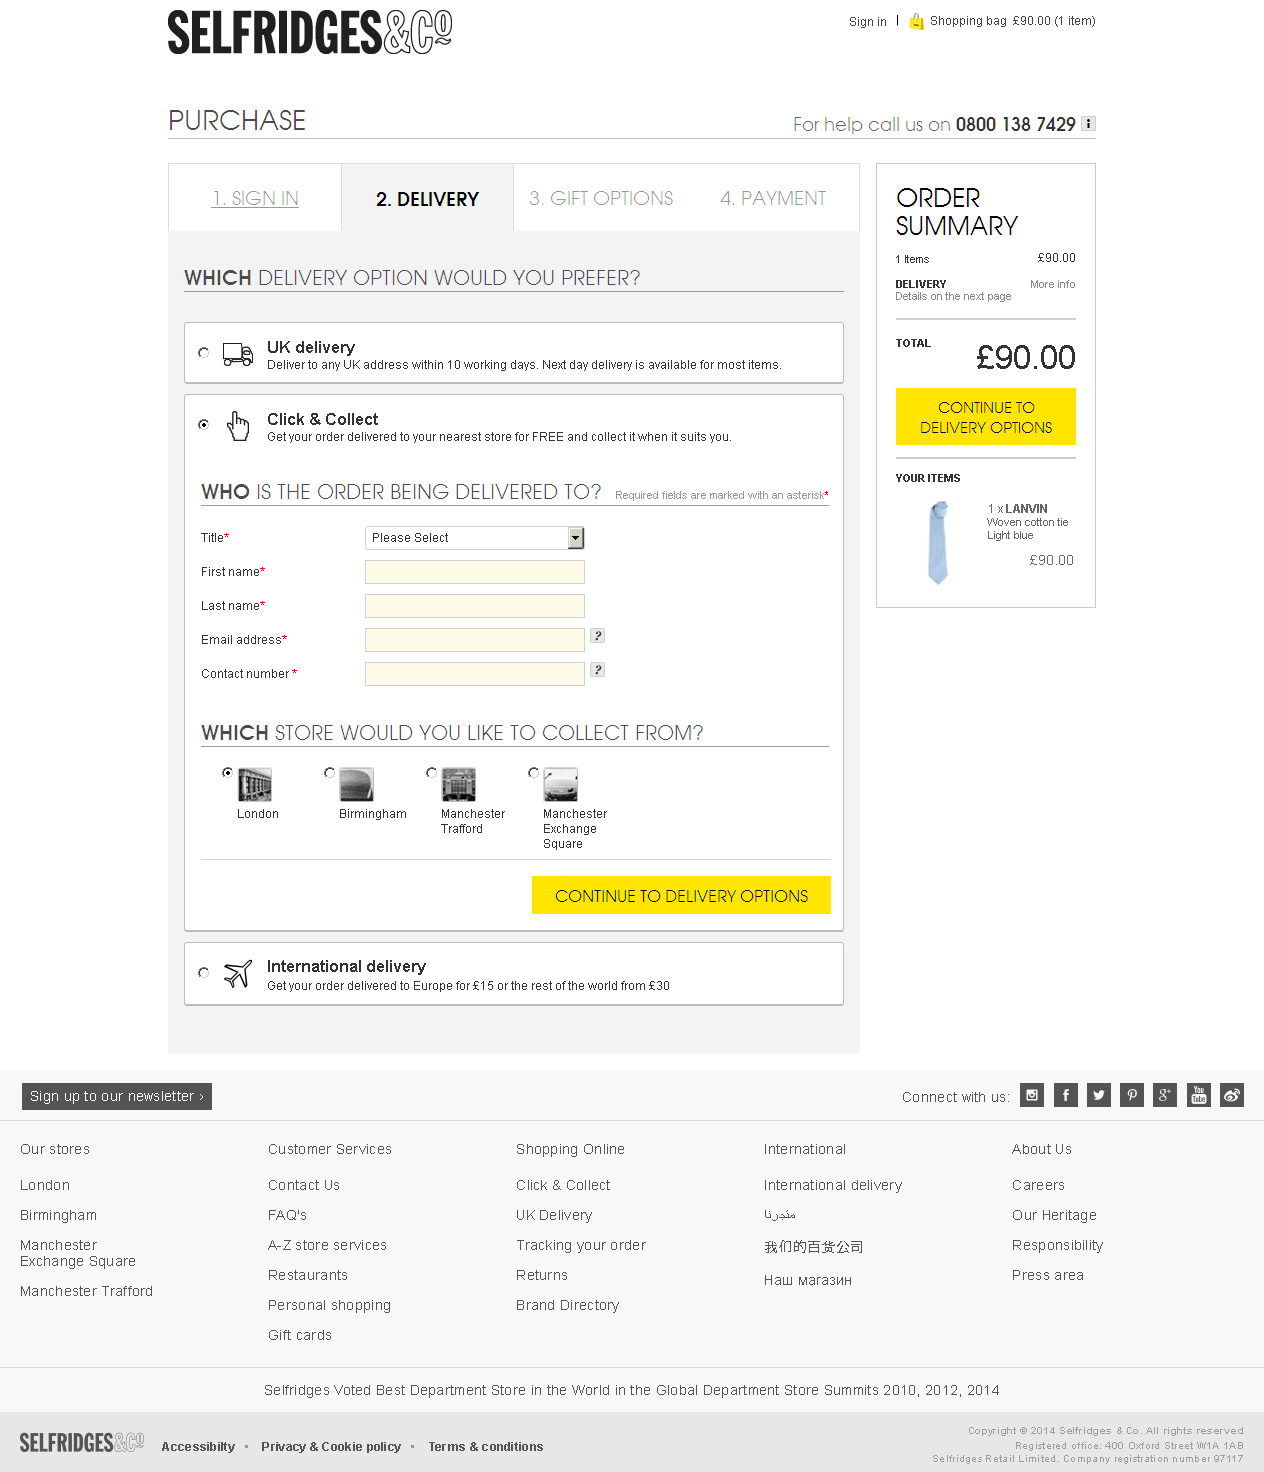 SELFRIDGES&Co
Sign in | Shopping bag £90.00 (1 item)
PURCHASE
For help call us on 0800 138 7429 i
1. SIGN IN
2. DELIVERY
3. GIFT OPTIONS
4. PAYMENT
WHICH DELIVERY OPTION WOULD YOU PREFER?
UK delivery
Deliver to any UK address within 10 working days. Next day delivery is available for most items.
Click & Collect
Get your order delivered to your nearest store for FREE and collect it when it suits you.
WHO IS THE ORDER BEING DELIVERED TO? Required fields are marked with an asterisk*
Title* Please Select
First name*
Last name*
Email address* ?
Contact number * ?
WHICH STORE WOULD YOU LIKE TO COLLECT FROM?
London
Birmingham
Manchester
Trafford
Manchester
Exchange
Square
CONTINUE TO DELIVERY OPTIONS
International delivery
Get your order delivered to Europe for £15 or the rest of the world from £30
ORDER
SUMMARY
1 Items £90.00
DELIVERY More info
Details on the next page
TOTAL £90.00
CONTINUE TO
DELIVERY OPTIONS
YOUR ITEMS
1 x LANVIN
Woven cotton tie
Light blue
£90.00
Sign up to our newsletter ›
Connect with us: f g+ You Tube
Our stores
London
Birmingham
Manchester
Exchange Square
Manchester Trafford
Customer Services
Contact Us
FAQ's
A-Z store services
Restaurants
Personal shopping
Gift cards
Shopping Online
Click & Collect
UK Delivery
Tracking your order
Returns
Brand Directory
International
International delivery
متجرنا
我们的百货公司
Наш магазин
About Us
Careers
Our Heritage
Responsibility
Press area
Selfridges Voted Best Department Store in the World in the Global Department Store Summits 2010, 2012, 2014
SELFRIDGES&Co
Accessibilty • Privacy & Cookie policy • Terms & conditions
Copyright © 2014 Selfridges & Co. All rights reserved
Registered office: 400 Oxford Street W1A 1AB
Selfridges Retail Limited. Company registration number 97117